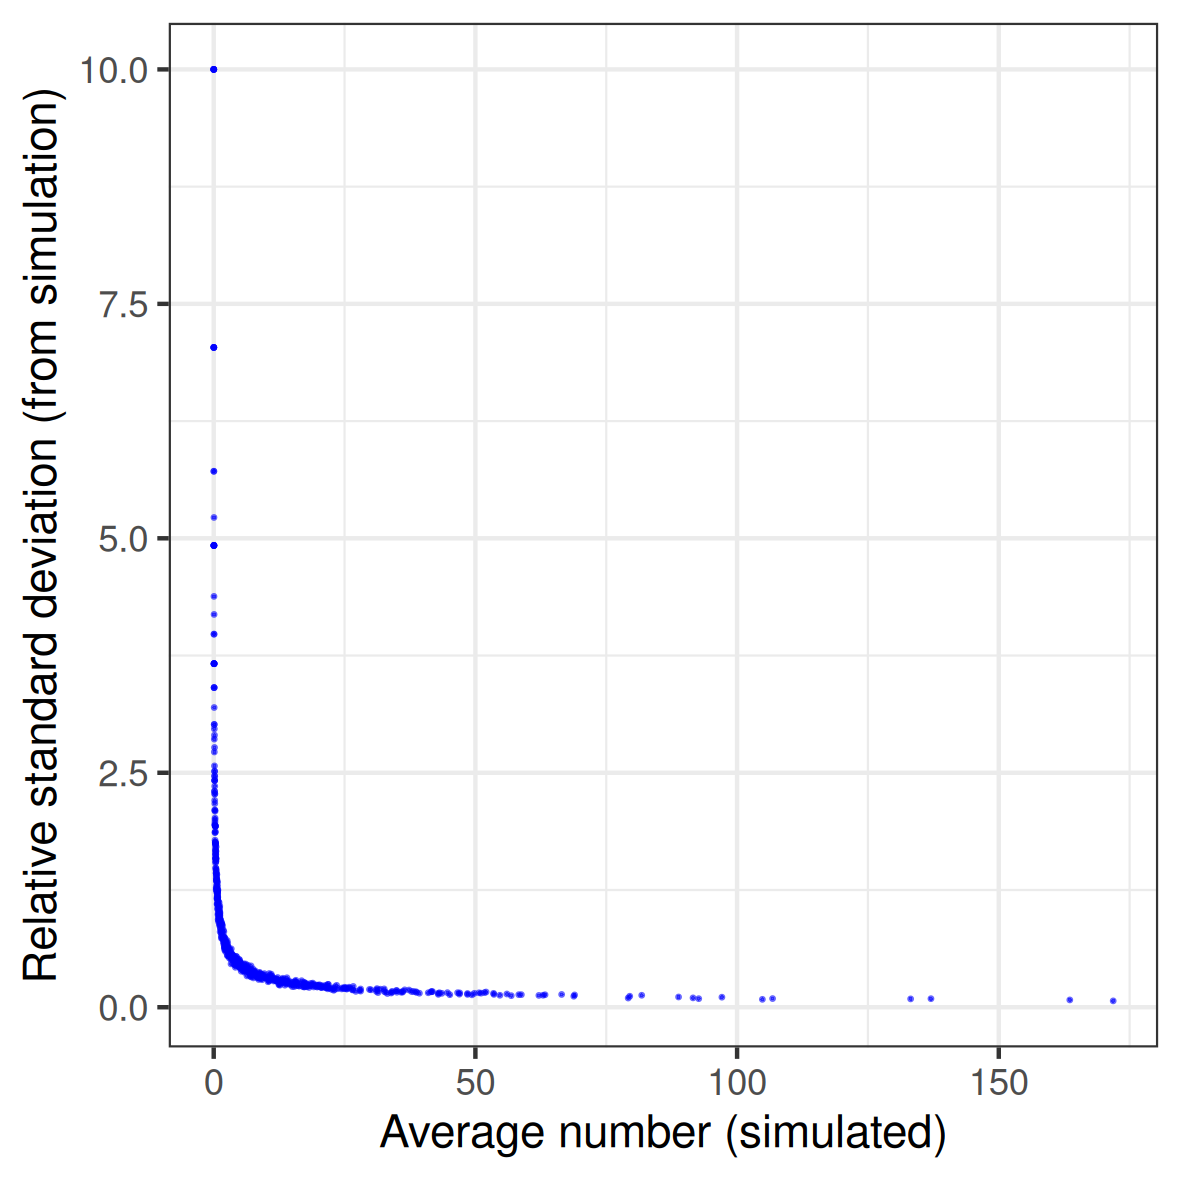 Relative standard deviation (from simulation)
10.0
7.5
5.0
2.5
0.0
0 50 100 150
Average number (simulated)